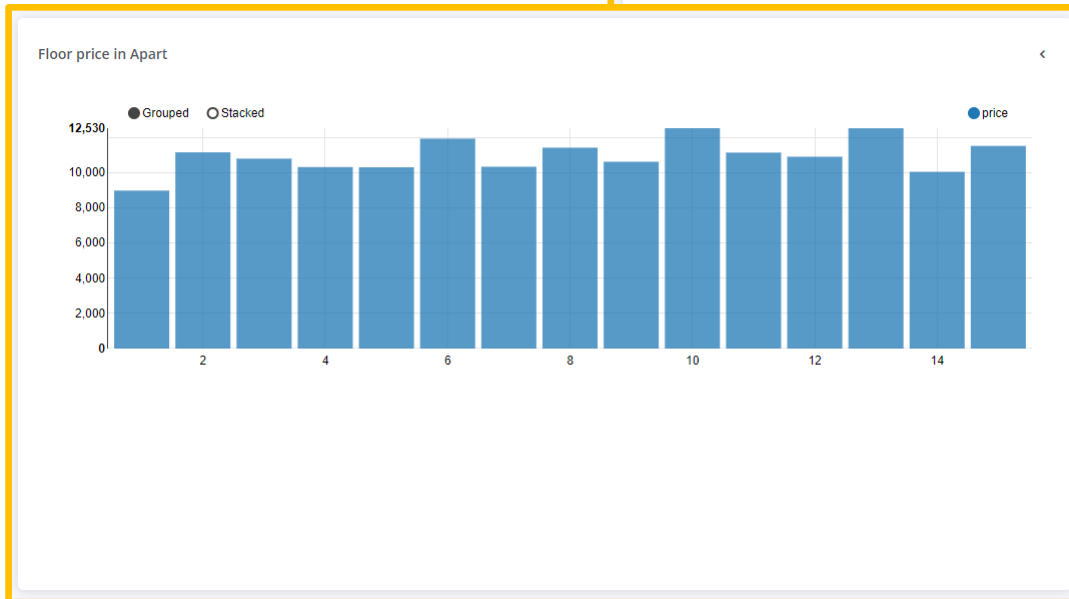 Floor price in Apart
Grouped Stacked price
12,530
10,000
8,000
6,000
4,000
2,000
0
2 4 6 8 10 12 14